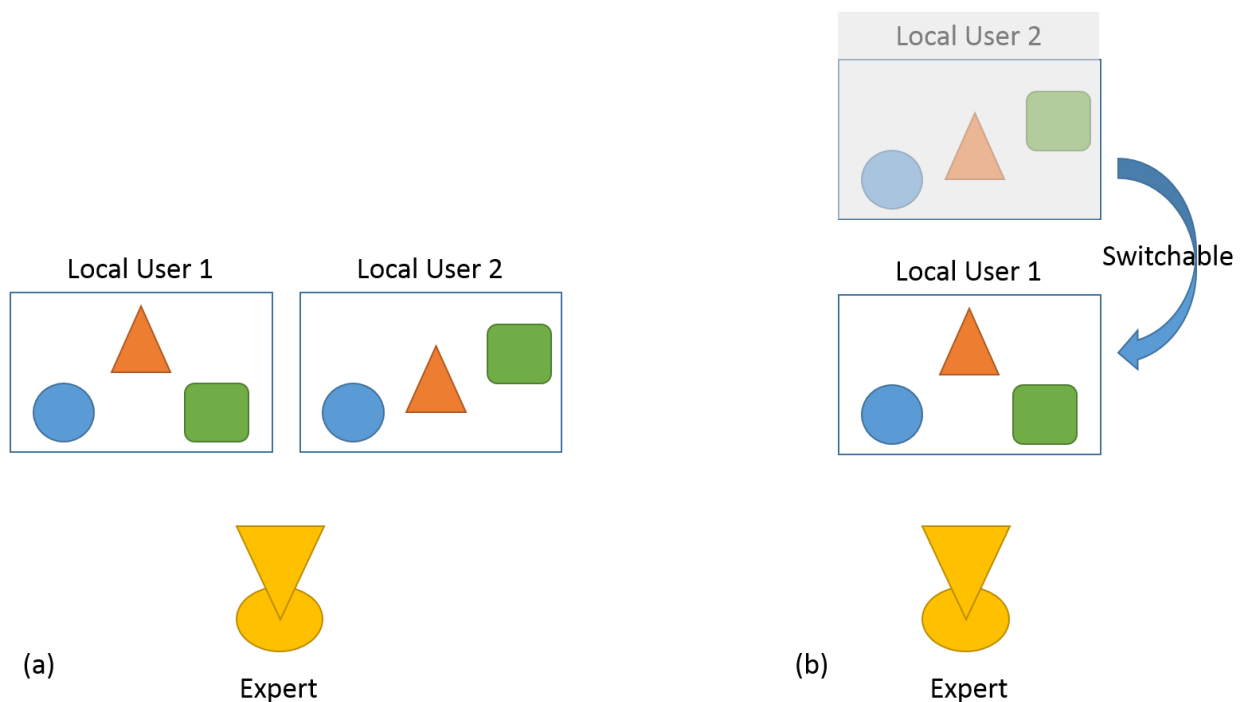 Local User 1
Local User 2
(a)
Expert
Local User 2
Switchable
Local User 1
(b)
Expert